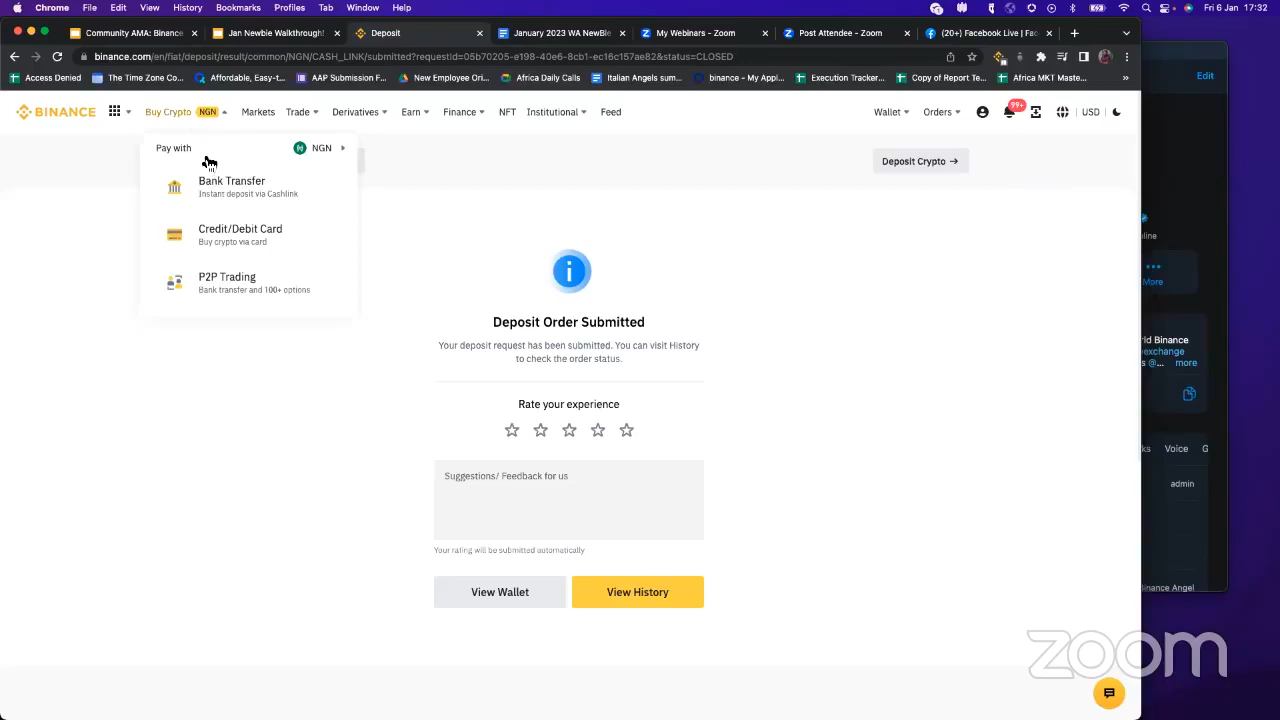 Chrome File Edit View History Bookmarks Profiles Tab Window Help Fri 6 Jan 17:32
Community AMA: Binance Jan Newbie Walkthrough! Deposit January 2023 WA Newbie My Webinars - Zoom Post Attendee - Zoom (20+) Facebook Live | Fac
binance.com/en/fiat/deposit/result/common/NGN/CASH_LINK/submitted?requestId=05b70205-e198-40e6-8cb1-ec16c157ae82&status=CLOSED
Access Denied The Time Zone Co... Affordable, Easy-t... AAP Submission F... New Employee Ori... Africa Daily Calls Italian Angels sum... binance – My Appl... Execution Tracker... Copy of Report Te... Africa MKT Maste... »
Edit
BINANCE Buy Crypto NGN Markets Trade Derivatives Earn Finance NFT Institutional Feed Wallet Orders 99+ USD
Pay with NGN
Deposit Crypto →
Bank Transfer
Instant deposit via Cashlink
Credit/Debit Card
Buy crypto via card
P2P Trading
Bank transfer and 100+ options
Deposit Order Submitted
Your deposit request has been submitted. You can visit History
to check the order status.
Rate your experience
Suggestions/ Feedback for us
Your rating will be submitted automatically
View Wallet View History
line
More
rld Binance
exchange
s @... more
ks Voice G
admin
Binance Angel
zoom